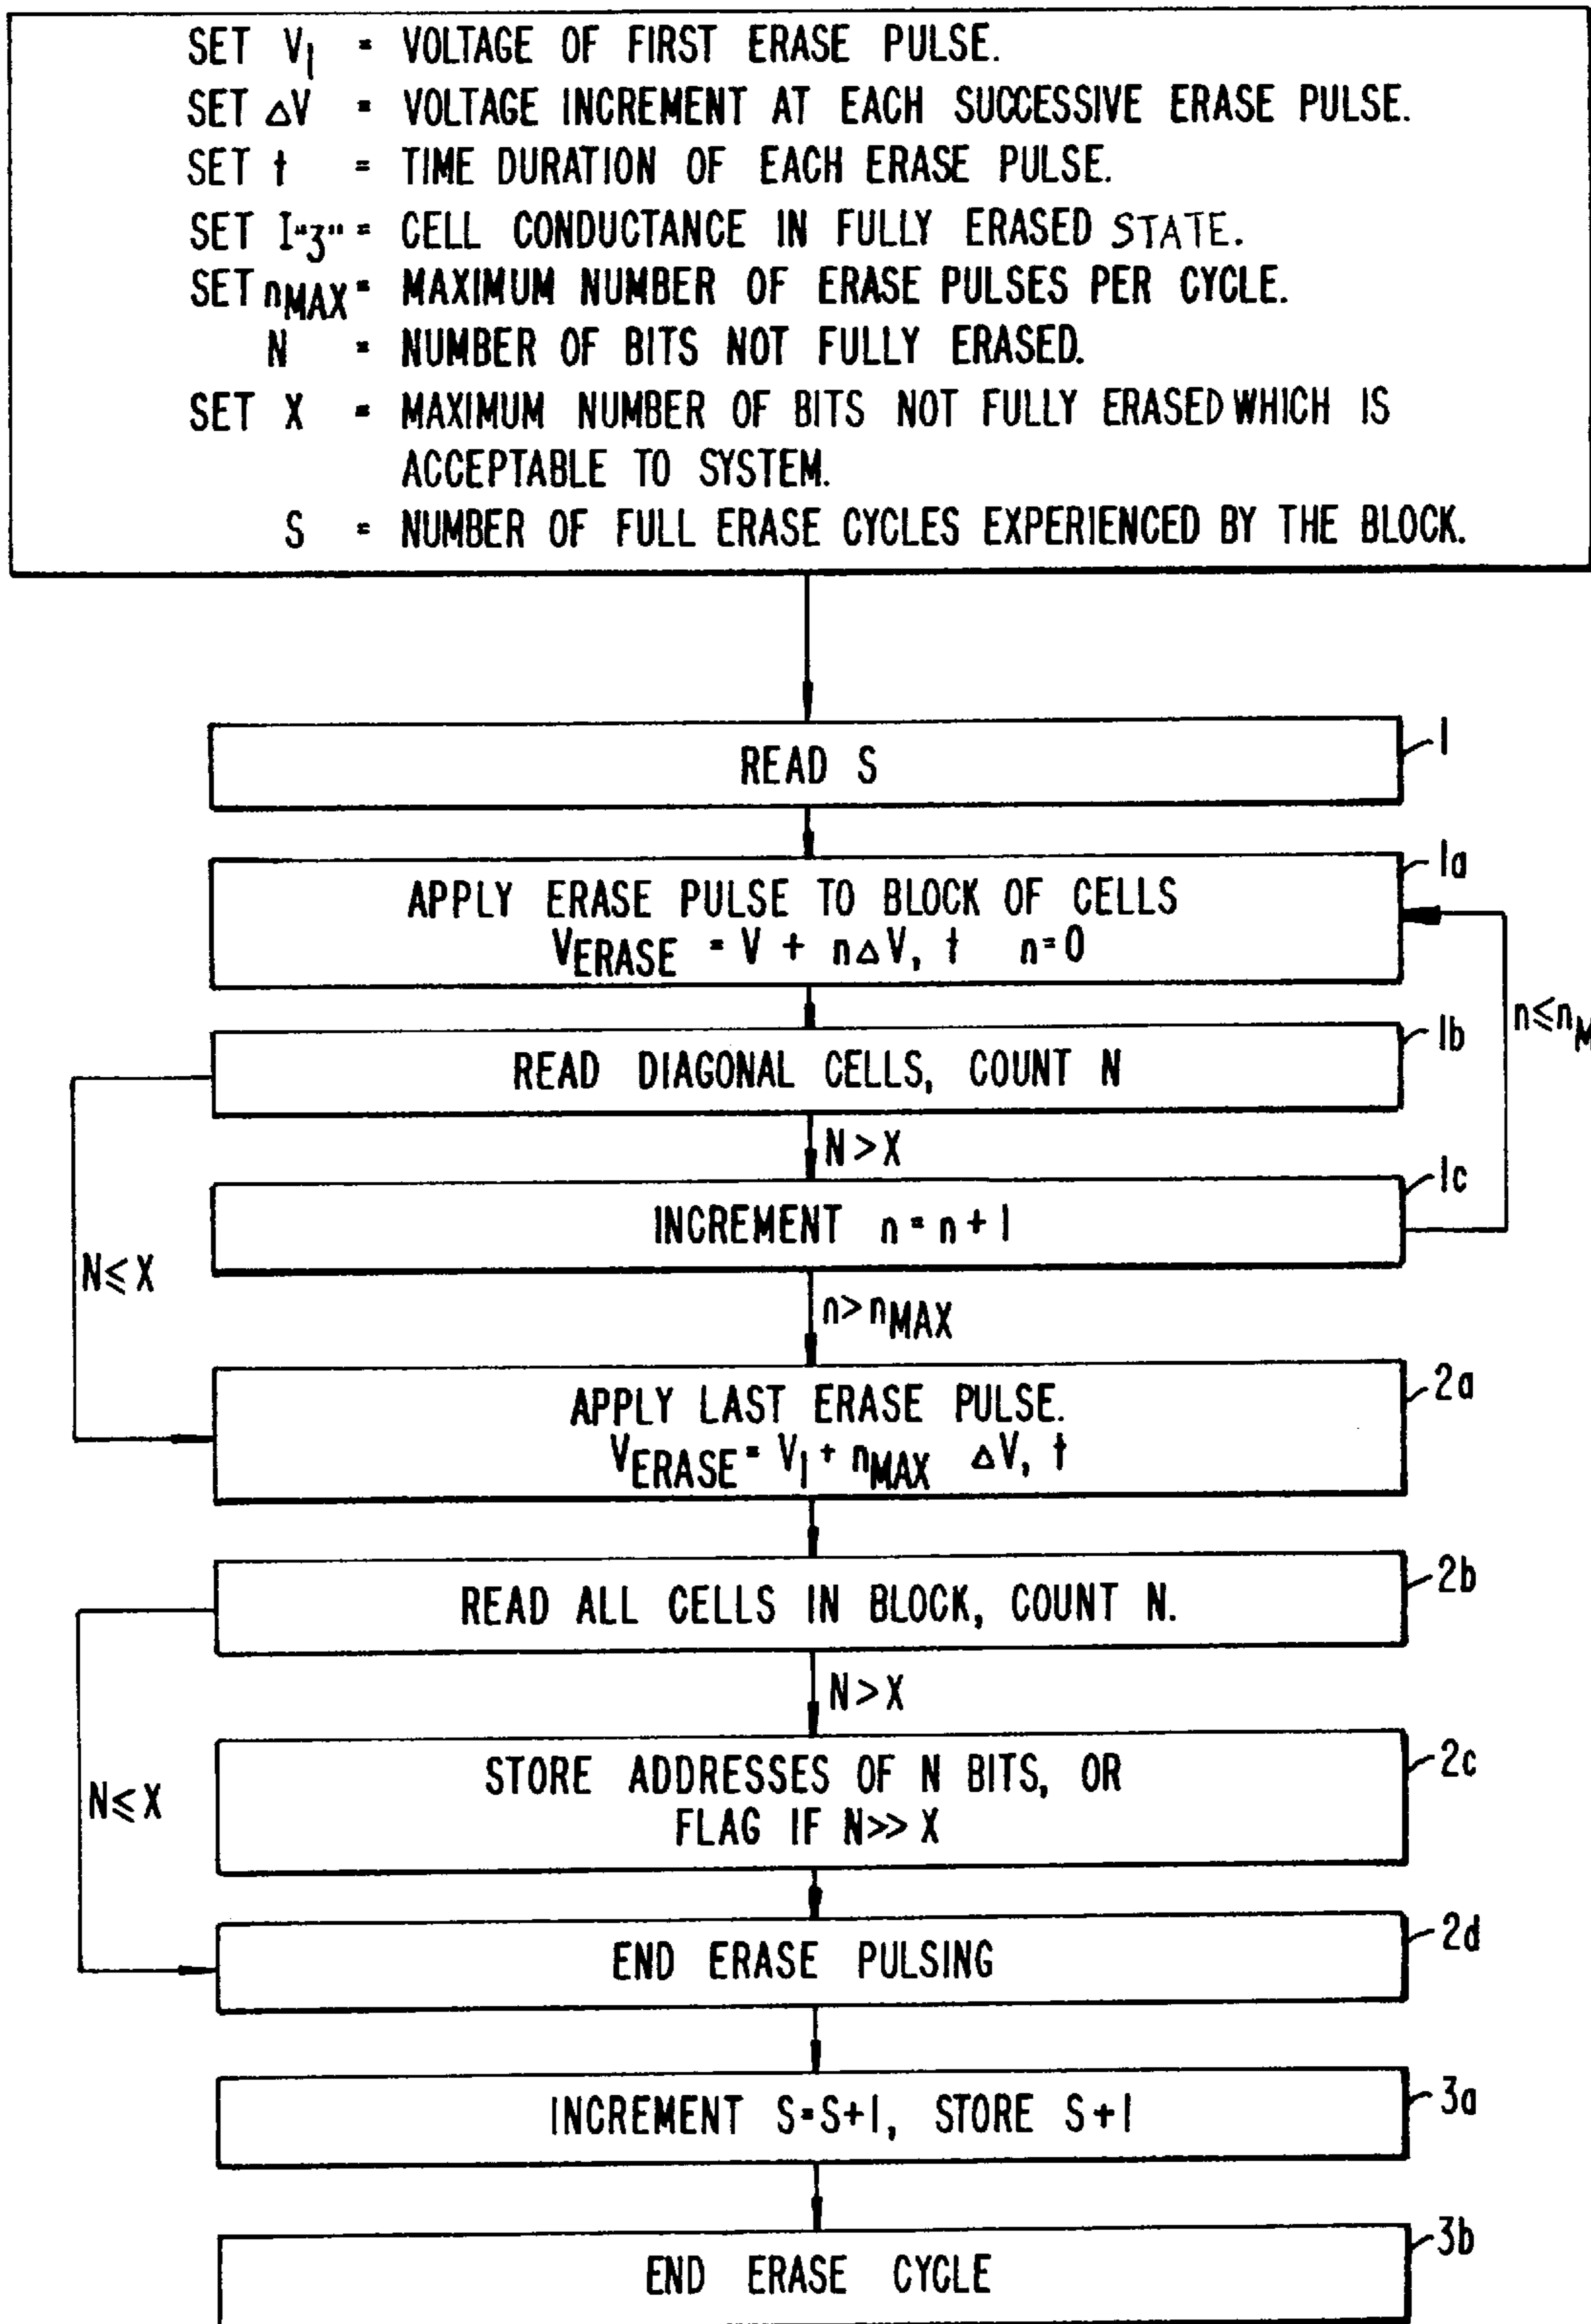 SET V1 = VOLTAGE OF FIRST ERASE PULSE.
SET ΔV = VOLTAGE INCREMENT AT EACH SUCCESSIVE ERASE PULSE.
SET t = TIME DURATION OF EACH ERASE PULSE.
SET I"3" = CELL CONDUCTANCE IN FULLY ERASED STATE.
SET nMAX = MAXIMUM NUMBER OF ERASE PULSES PER CYCLE.
N = NUMBER OF BITS NOT FULLY ERASED.
SET X = MAXIMUM NUMBER OF BITS NOT FULLY ERASED WHICH IS
ACCEPTABLE TO SYSTEM.
S = NUMBER OF FULL ERASE CYCLES EXPERIENCED BY THE BLOCK.
READ S
1
APPLY ERASE PULSE TO BLOCK OF CELLS
VERASE = V + nΔV, t n=0
1a
READ DIAGONAL CELLS, COUNT N
1b
n≤nM
N>X
INCREMENT n=n+1
1c
N≤X
n>nMAX
APPLY LAST ERASE PULSE.
VERASE = V1 + nMAX ΔV, t
2a
READ ALL CELLS IN BLOCK, COUNT N.
2b
N>X
STORE ADDRESSES OF N BITS, OR
FLAG IF N>>X
2c
N≤X
END ERASE PULSING
2d
INCREMENT S=S+1, STORE S+1
3a
END ERASE CYCLE
3b